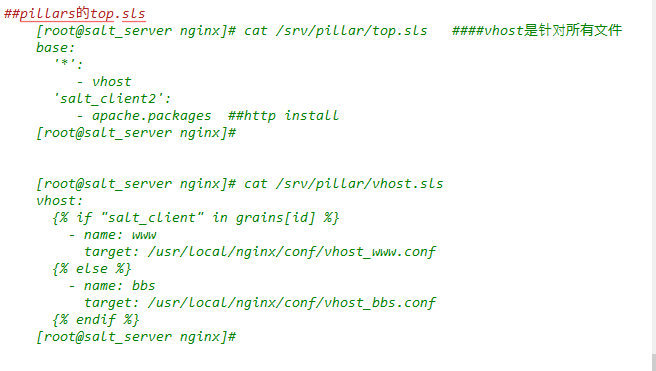 ##pillars的top.sls
[root@salt_server nginx]# cat /srv/pillar/top.sls   ####vhost是针对所有文件
base:
  '*':
     - vhost
  'salt_client2':
     - apache.packages  ##http install
[root@salt_server nginx]#
[root@salt_server nginx]# cat /srv/pillar/vhost.sls
vhost:
  {% if "salt_client" in grains[id] %}
    - name: www
      target: /usr/local/nginx/conf/vhost_www.conf
  {% else %}
    - name: bbs
      target: /usr/local/nginx/conf/vhost_bbs.conf
  {% endif %}
[root@salt_server nginx]#